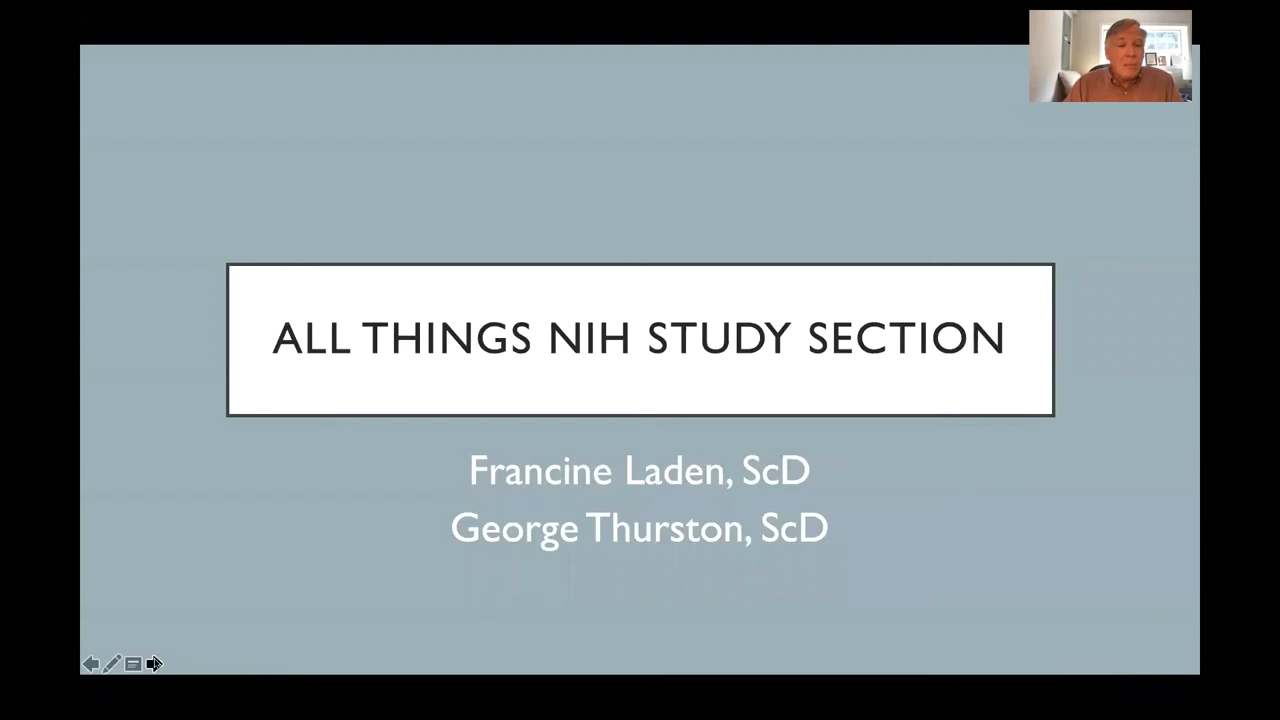 ALL THINGS NIH STUDY SECTION
Francine Laden, ScD
George Thurston, ScD